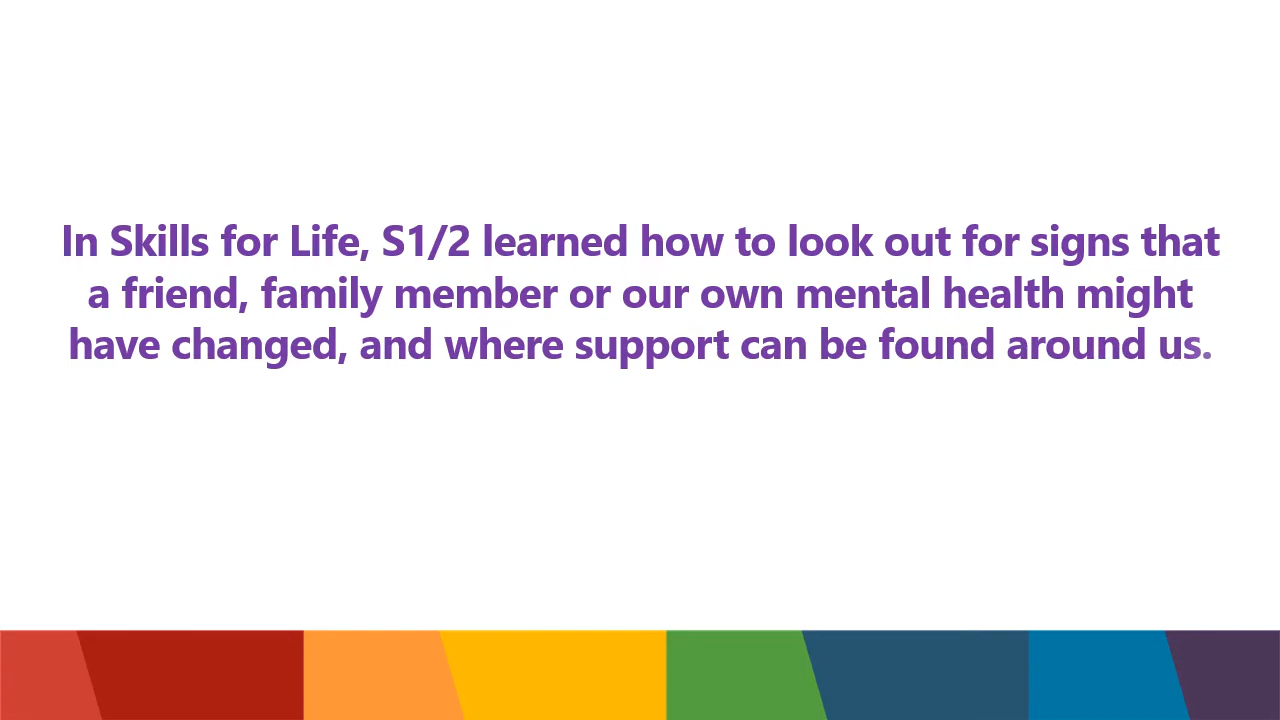 In Skills for Life, S1/2 learned how to look out for signs that
a friend, family member or our own mental health might
have changed, and where support can be found around us.